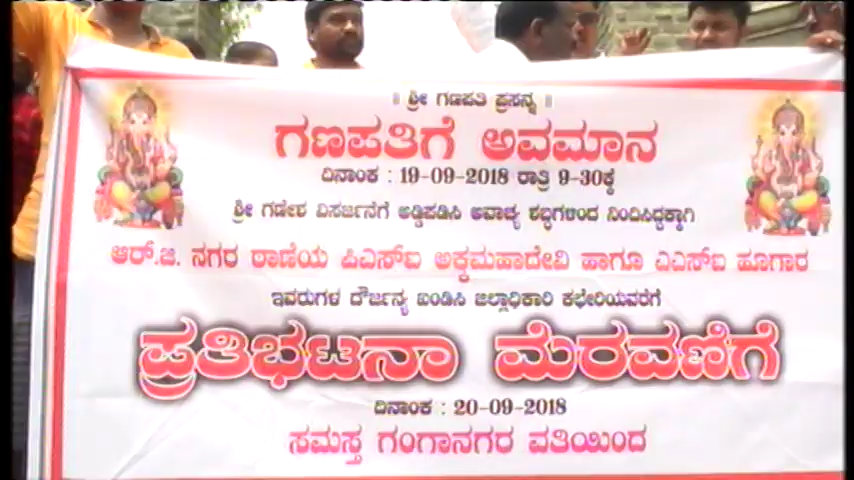 ॥ ಶ್ರೀ ಗಣಪತಿ ಪ್ರಸನ್ನ ॥
ಗಣಪತಿಗೆ ಅವಮಾನ
ದಿನಾಂಕ : 19-09-2018 ರಾತ್ರಿ 9-30ಕ್ಕೆ
ಶ್ರೀ ಗಣೇಶ ವಿಸರ್ಜನೆಗೆ ಅಡ್ಡಿಪಡಿಸಿ ಅವಾಚ್ಯ ಶಬ್ಧಗಳಿಂದ ನಿಂದಿಸಿದ್ದಕ್ಕಾಗಿ
ಆರ್.ಜಿ. ನಗರ ಠಾಣೆಯ ಪಿಎಸ್ಐ ಅಕ್ಕಮಹಾದೇವಿ ಹಾಗೂ ಎಎಸ್ಐ ಹೂಗಾರ
ಇವರುಗಳ ದೌರ್ಜನ್ಯ ಖಂಡಿಸಿ ಜಿಲ್ಲಾಧಿಕಾರಿ ಕಛೇರಿಯವರೆಗೆ
ಪ್ರತಿಭಟನಾ ಮೆರವಣಿಗೆ
ದಿನಾಂಕ : 20-09-2018
ಸಮಸ್ತ ಗಂಗಾನಗರ ವತಿಯಿಂದ